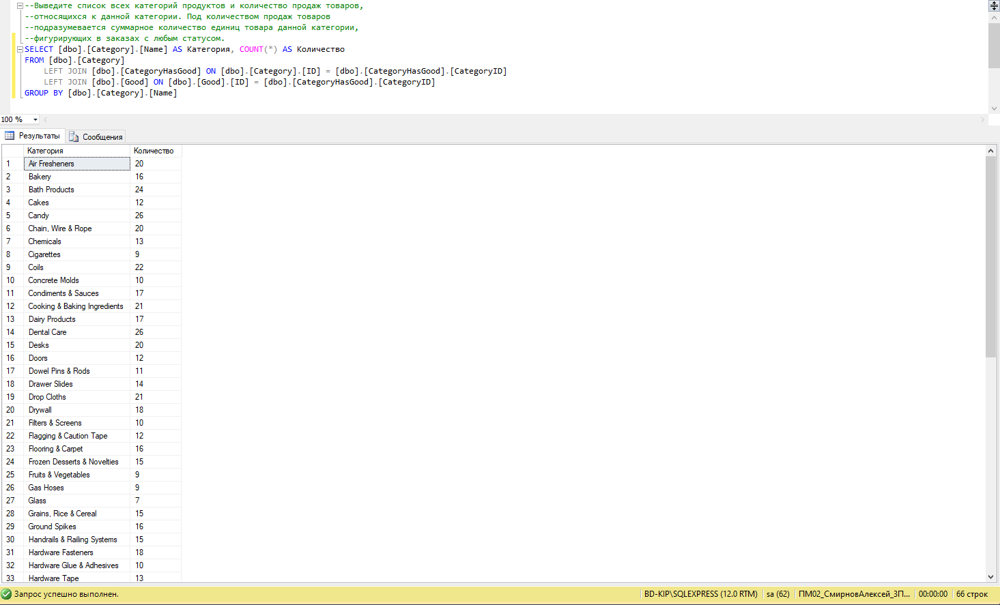 --Выведите список всех категорий продуктов и количество продаж товаров,
--относящихся к данной категории. Под количеством продаж товаров
--подразумевается суммарное количество единиц товара данной категории,
--фигурирующих в заказах с любым статусом.
SELECT [dbo].[Category].[Name] AS Категория, COUNT(*) AS Количество
FROM [dbo].[Category]
LEFT JOIN [dbo].[CategoryHasGood] ON [dbo].[Category].[ID] = [dbo].[CategoryHasGood].[CategoryID]
LEFT JOIN [dbo].[Good] ON [dbo].[Good].[ID] = [dbo].[CategoryHasGood].[CategoryID]
GROUP BY [dbo].[Category].[Name]
100 %
Результаты Сообщения
Категория Количество
1 Air Fresheners 20
2 Bakery 16
3 Bath Products 24
4 Cakes 12
5 Candy 26
6 Chain, Wire & Rope 20
7 Chemicals 13
8 Cigarettes 9
9 Coils 22
10 Concrete Molds 10
11 Condiments & Sauces 17
12 Cooking & Baking Ingredients 21
13 Dairy Products 17
14 Dental Care 26
15 Desks 20
16 Doors 12
17 Dowel Pins & Rods 11
18 Drawer Slides 14
19 Drop Cloths 21
20 Drywall 18
21 Filters & Screens 10
22 Flagging & Caution Tape 12
23 Flooring & Carpet 16
24 Frozen Desserts & Novelties 15
25 Fruits & Vegetables 9
26 Gas Hoses 9
27 Glass 7
28 Grains, Rice & Cereal 15
29 Ground Spikes 16
30 Handrails & Railing Systems 15
31 Hardware Fasteners 18
32 Hardware Glue & Adhesives 10
33 Hardware Tape 13
Запрос успешно выполнен. BD-KIP\SQLEXPRESS (12.0 RTM) sa (62) ПМ02_СмирновАлексей_3П... 00:00:00 66 строк